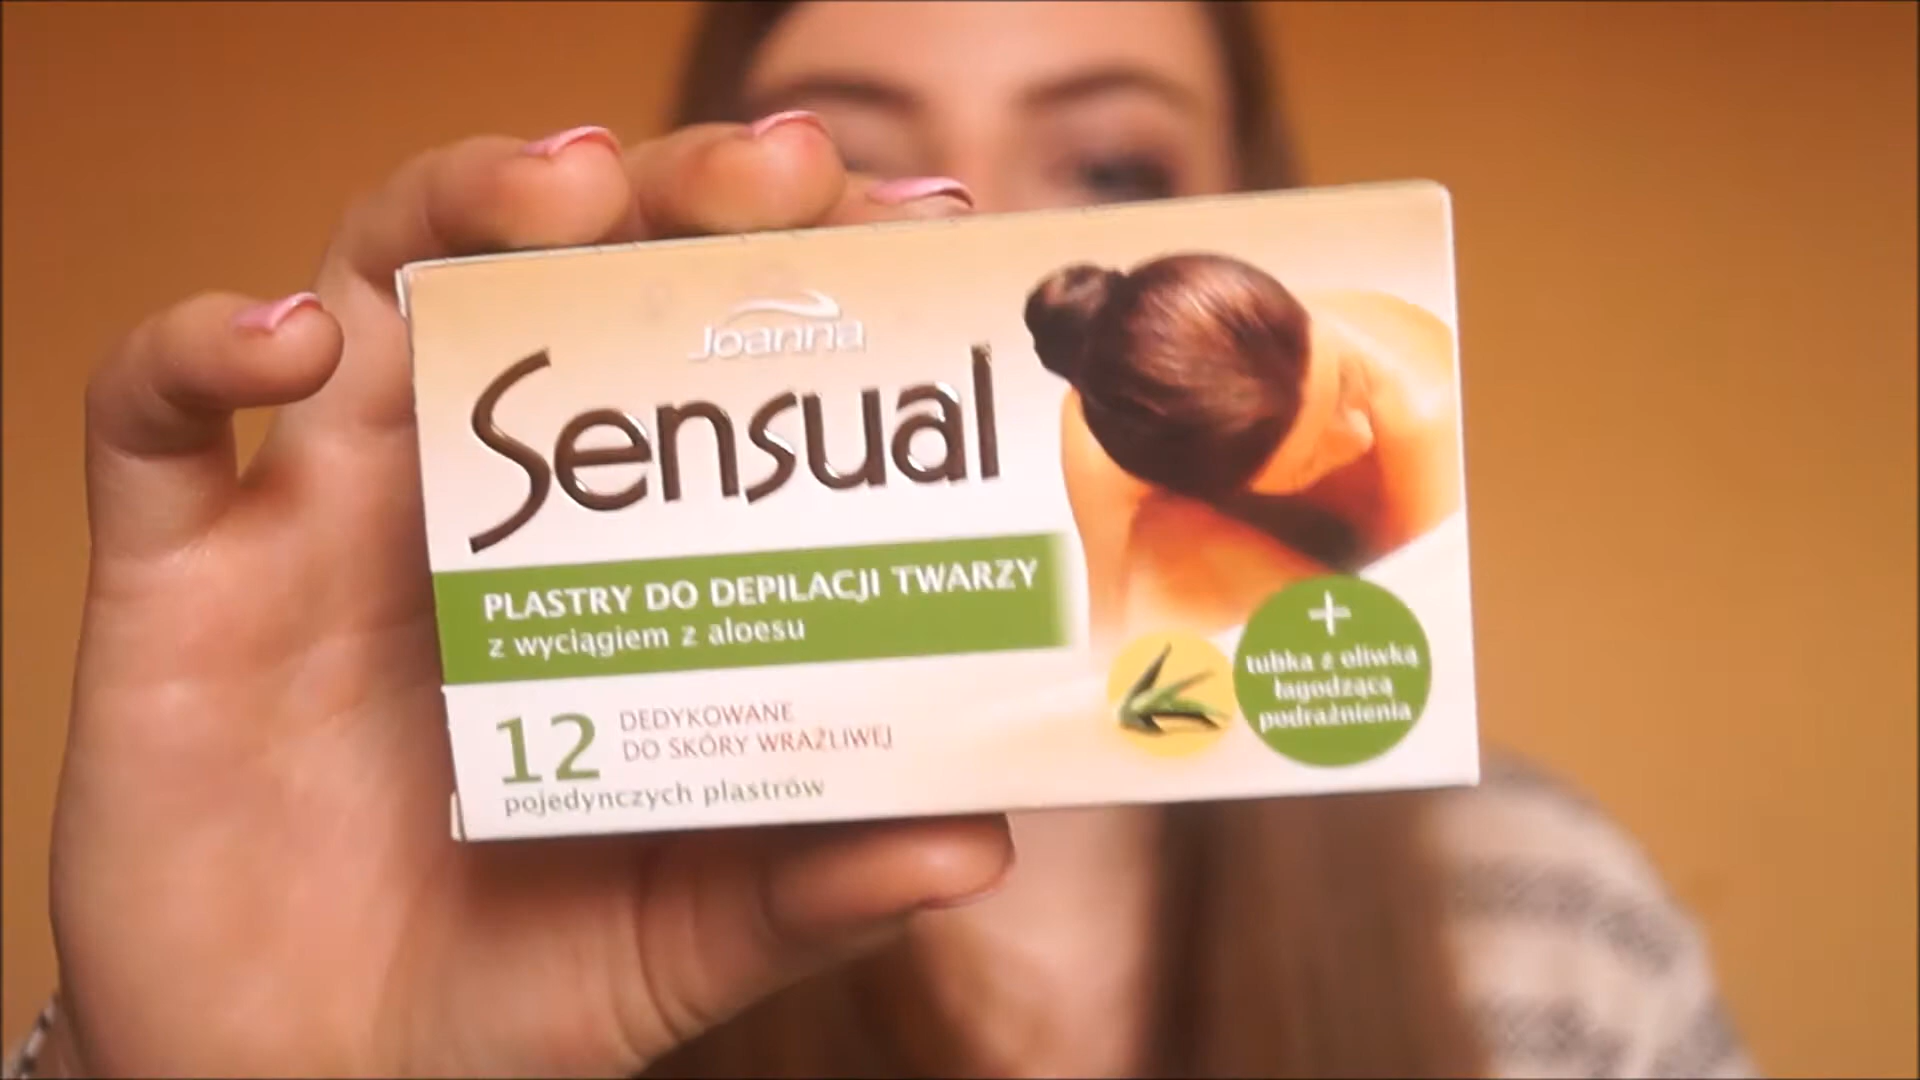 Joanna
Sensual
PLASTRY DO DEPILACJI TWARZY
z wyciągiem z aloesu
12
DEDYKOWANE
DO SKÓRY WRAŻLIWEJ
pojedynczych plastrów
+
tubka z oliwką
łagodzącą
podrażnienia